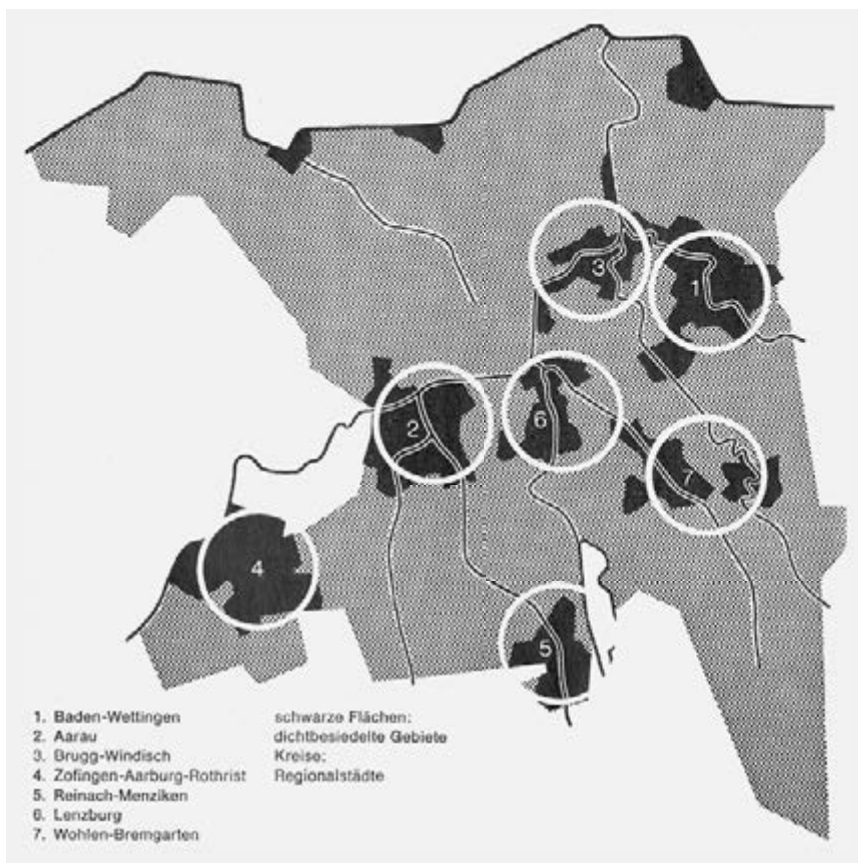 3
1
2
6
7
4
5
1. Baden-Wettingen
2. Aarau
3. Brugg-Windisch
4. Zofingen-Aarburg-Rothrist
5. Reinach-Menziken
6. Lenzburg
7. Wohlen-Bremgarten
schwarze Flächen:
dichtbesiedelte Gebiete
Kreise:
Regionalstädte